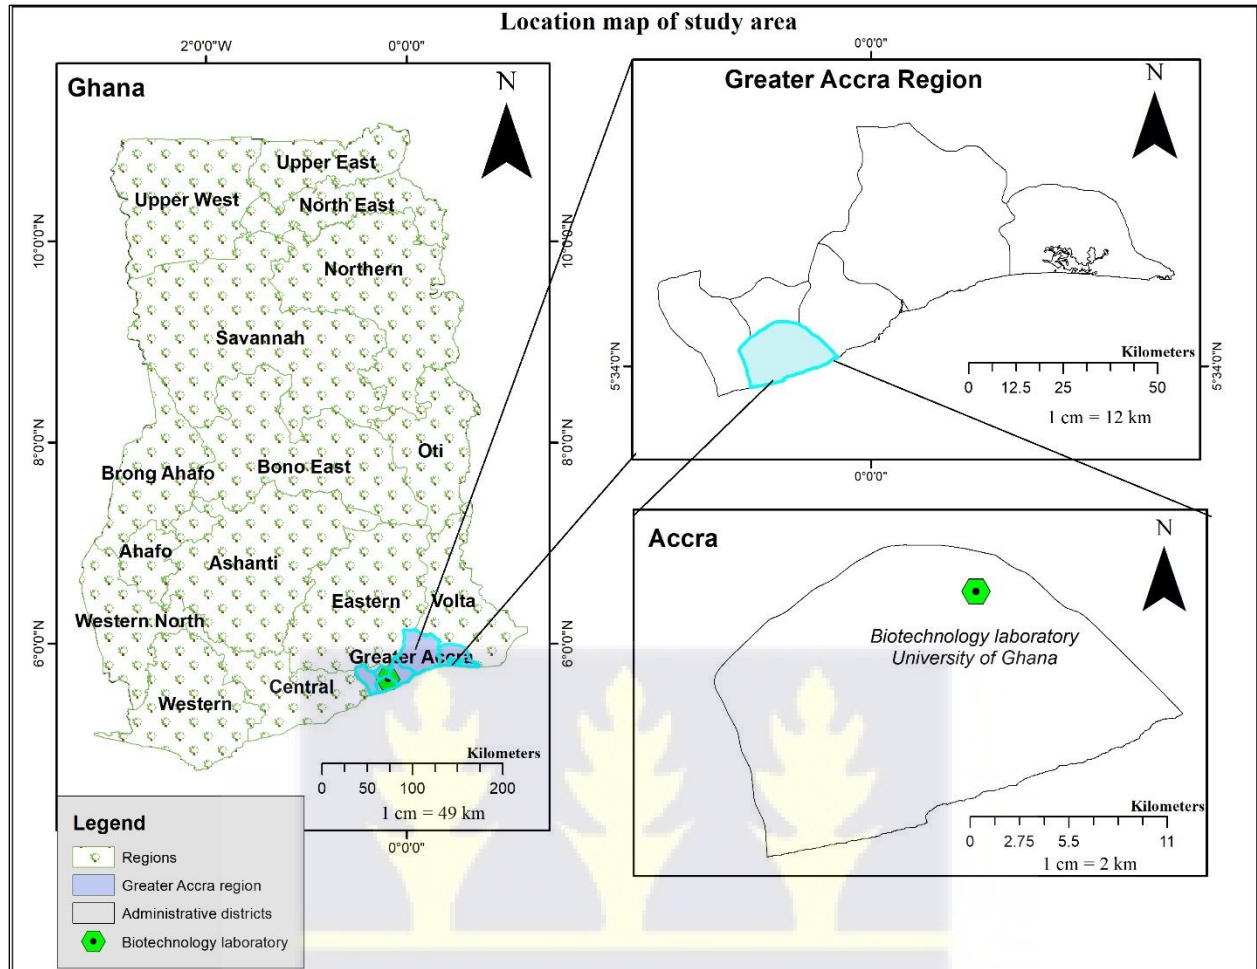 Location map of study area
2°0'0"W
0°0'0"
0°0'0"
Ghana
N
Upper East
Upper West
North East
Northern
Savannah
Oti
Bono East
Brong Ahafo
Ahafo
Ashanti
Eastern
Volta
Western North
Greater Accra
Central
Western
10°0'0"N
8°0'0"N
6°0'0"N
10°0'0"N
8°0'0"N
6°0'0"N
Kilometers
0 50 100 200
1 cm = 49 km
0°0'0"
Legend
Regions
Greater Accra region
Administrative districts
Biotechnology laboratory
Greater Accra Region
N
5°34'0"N
5°34'0"N
Kilometers
0 12.5 25 50
1 cm = 12 km
0°0'0"
Accra
N
Biotechnology laboratory
University of Ghana
Kilometers
0 2.75 5.5 11
1 cm = 2 km